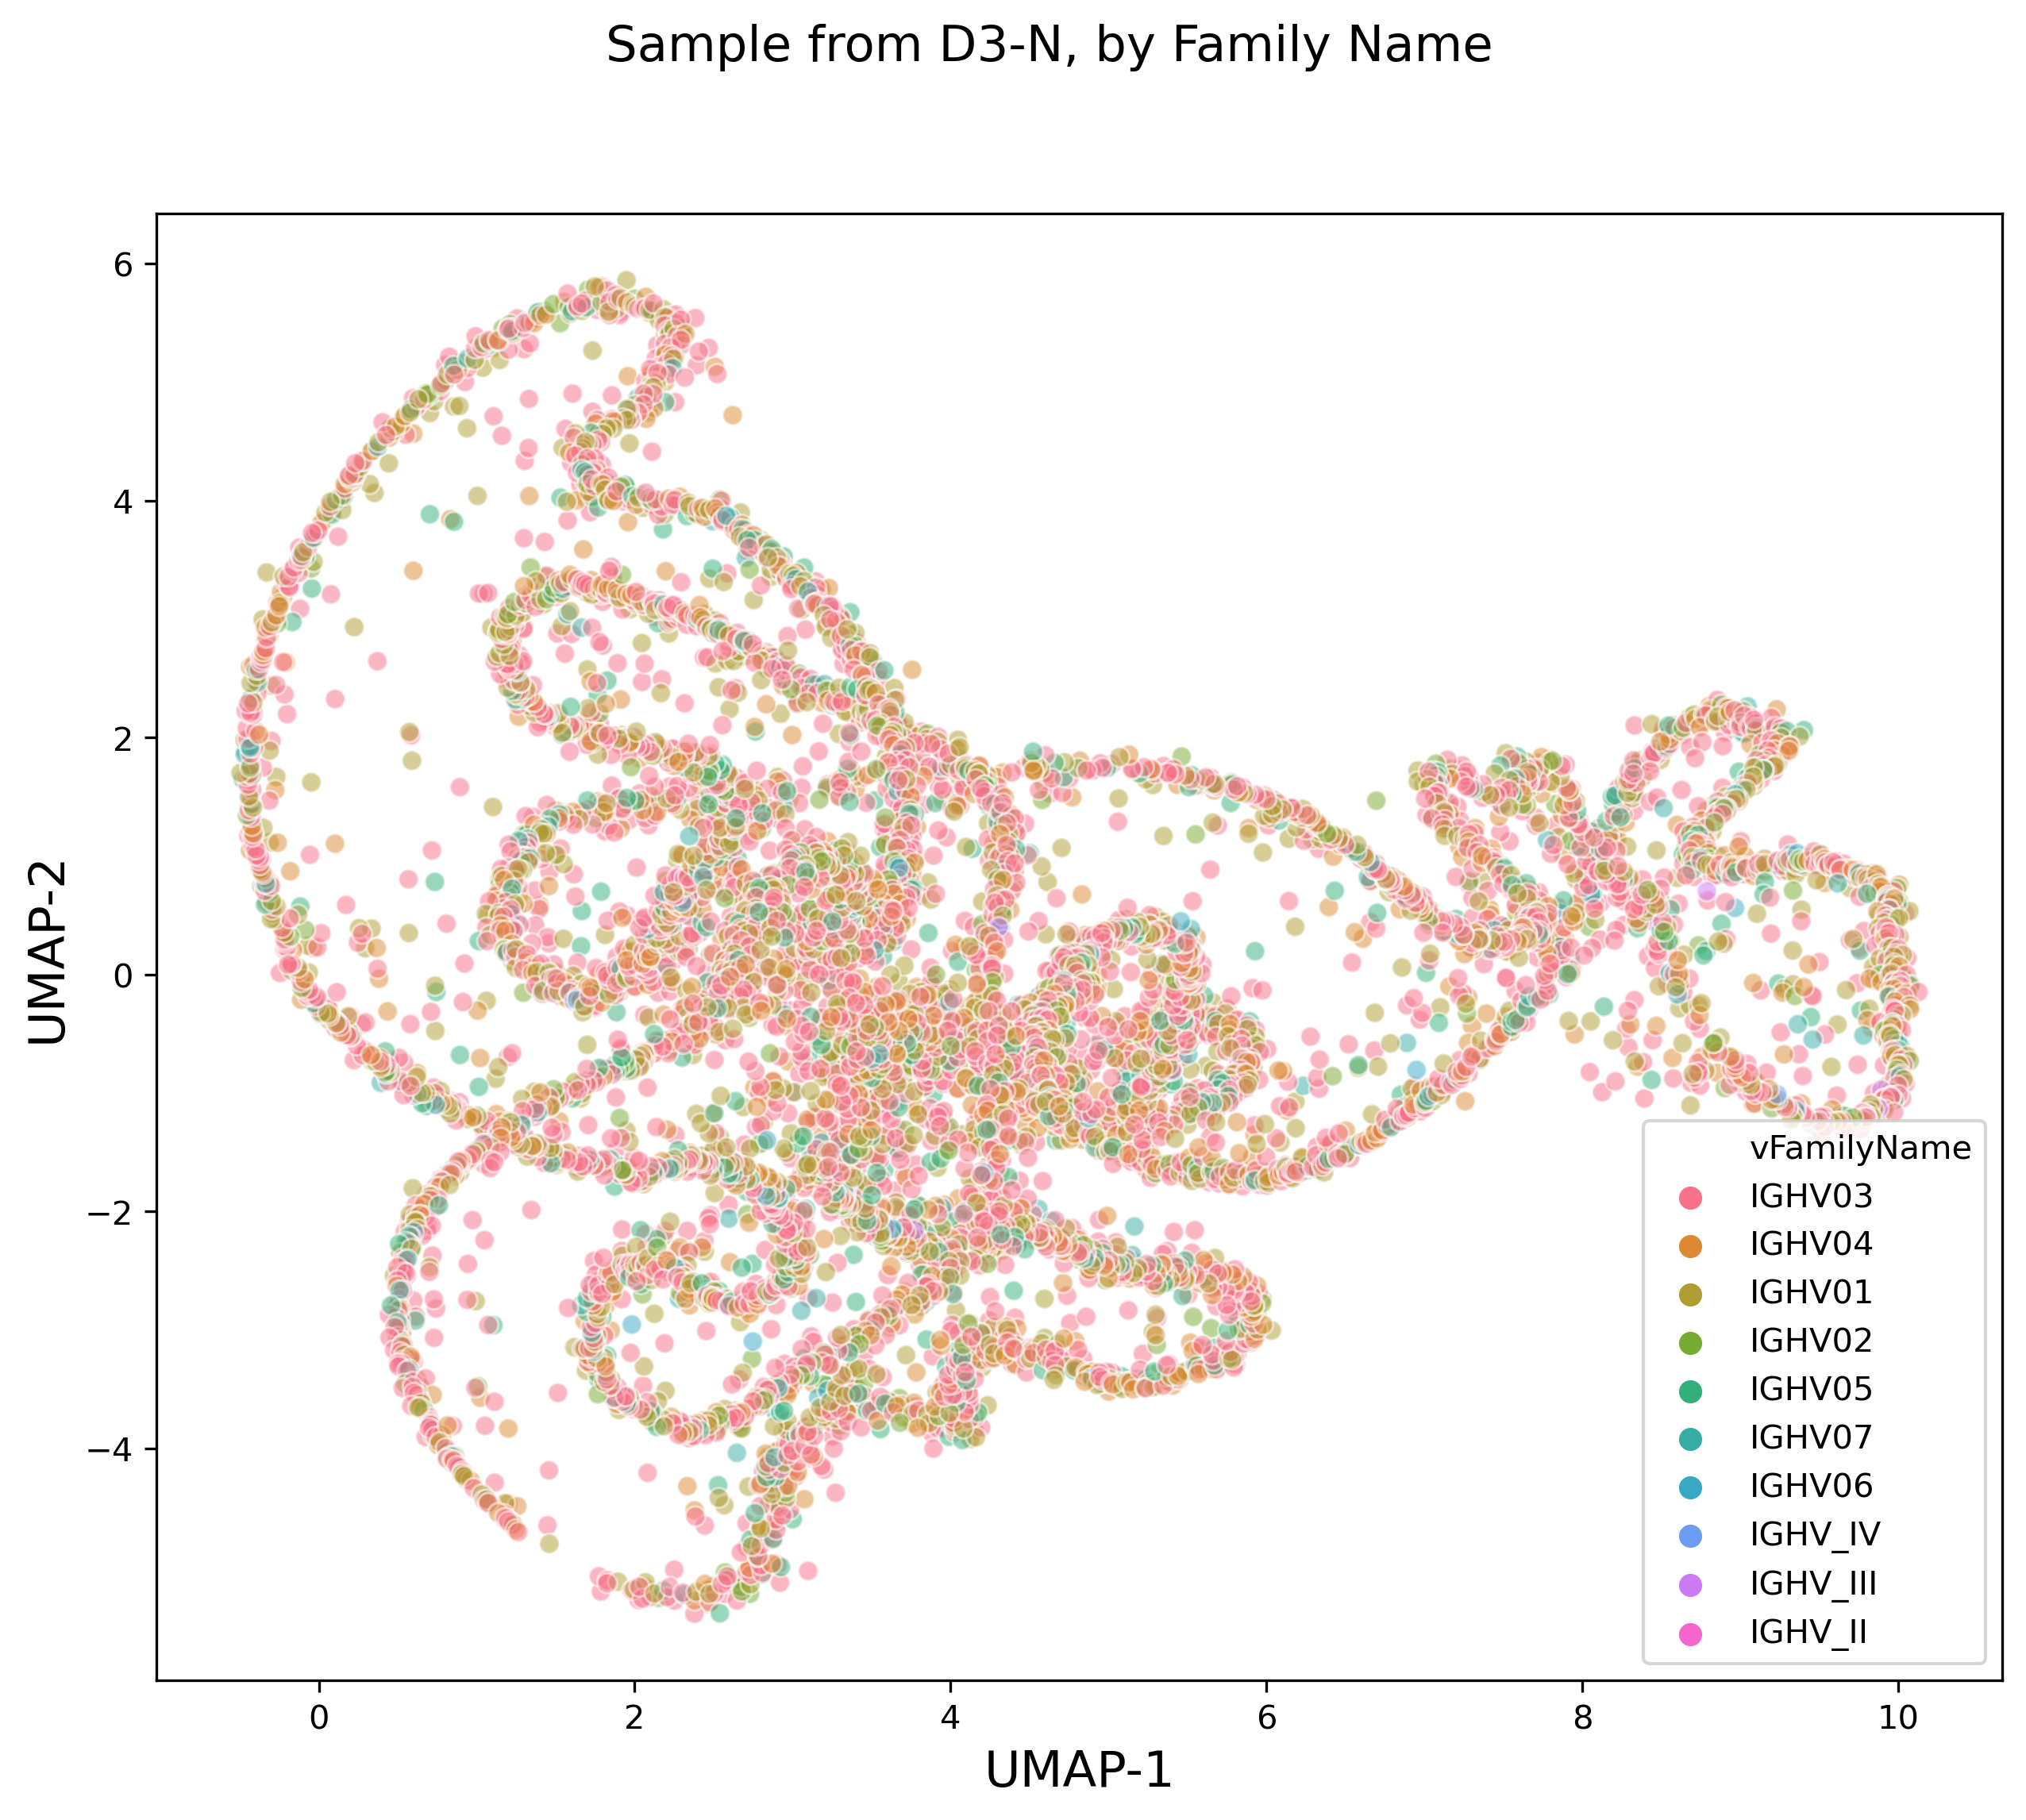 Sample from D3-N, by Family Name
6
4
2
0
−2
−4
UMAP-2
0 2 4 6 8 10
UMAP-1
vFamilyName
IGHV03
IGHV04
IGHV01
IGHV02
IGHV05
IGHV07
IGHV06
IGHV_IV
IGHV_III
IGHV_II